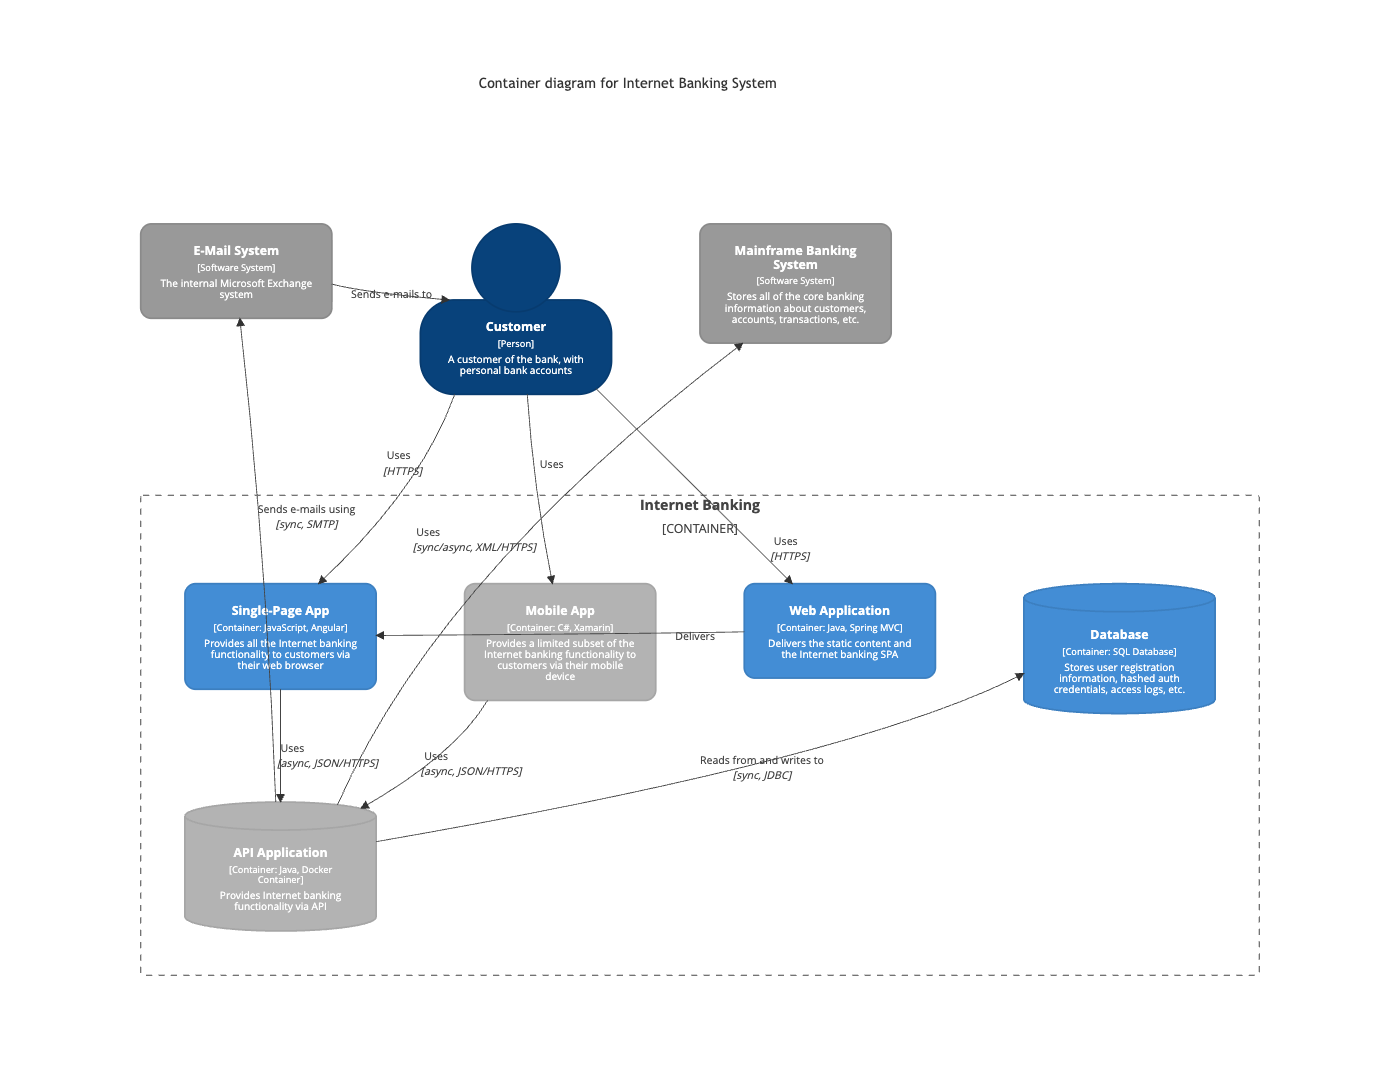 Container diagram for Internet Banking System
E-Mail System
[Software System]
The internal Microsoft Exchange
system
Sends e-mails to
Customer
[Person]
A customer of the bank, with
personal bank accounts
Mainframe Banking
System
[Software System]
Stores all of the core banking
information about customers,
accounts, transactions, etc.
Uses
[HTTPS]
Uses
Sends e-mails using
[sync, SMTP]
Uses
[sync/async, XML/HTTPS]
Internet Banking
[CONTAINER]
Uses
[HTTPS]
Single-Page App
[Container: JavaScript, Angular]
Provides all the Internet banking
functionality to customers via
their web browser
Mobile App
[Container: C#, Xamarin]
Provides a limited subset of the
Internet banking functionality to
customers via their mobile
device
Delivers
Web Application
[Container: Java, Spring MVC]
Delivers the static content and
the Internet banking SPA
Database
[Container: SQL Database]
Stores user registration
information, hashed auth
credentials, access logs, etc.
Uses
[async, JSON/HTTPS]
Uses
[async, JSON/HTTPS]
Reads from and writes to
[sync, JDBC]
API Application
[Container: Java, Docker
Container]
Provides Internet banking
functionality via API